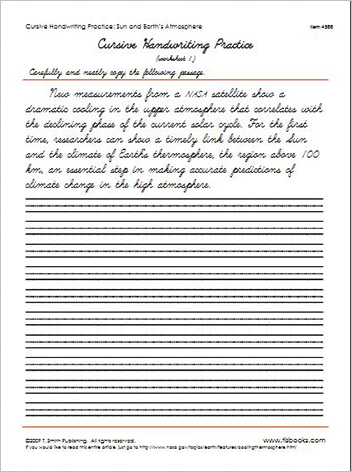 Cursive Handwriting Practice: Sun and Earth's Atmosphere Item 4388
Cursive Handwriting Practice
(worksheet 1)
Carefully and neatly copy the following passage.
New measurements from a NASA satellite show a
dramatic cooling in the upper atmosphere that correlates with
the declining phase of the current solar cycle. For the first
time, researchers can show a timely link between the Sun
and the climate of Earth's thermosphere, the region above 100
km, an essential step in making accurate predictions of
climate change in the high atmosphere.
©2009 T. Smith Publishing. All rights reserved. www.tlsbooks.com
If you would like to read this entire article, just go to http://www.nasa.gov/topics/earth/features/coolingthermosphere.html